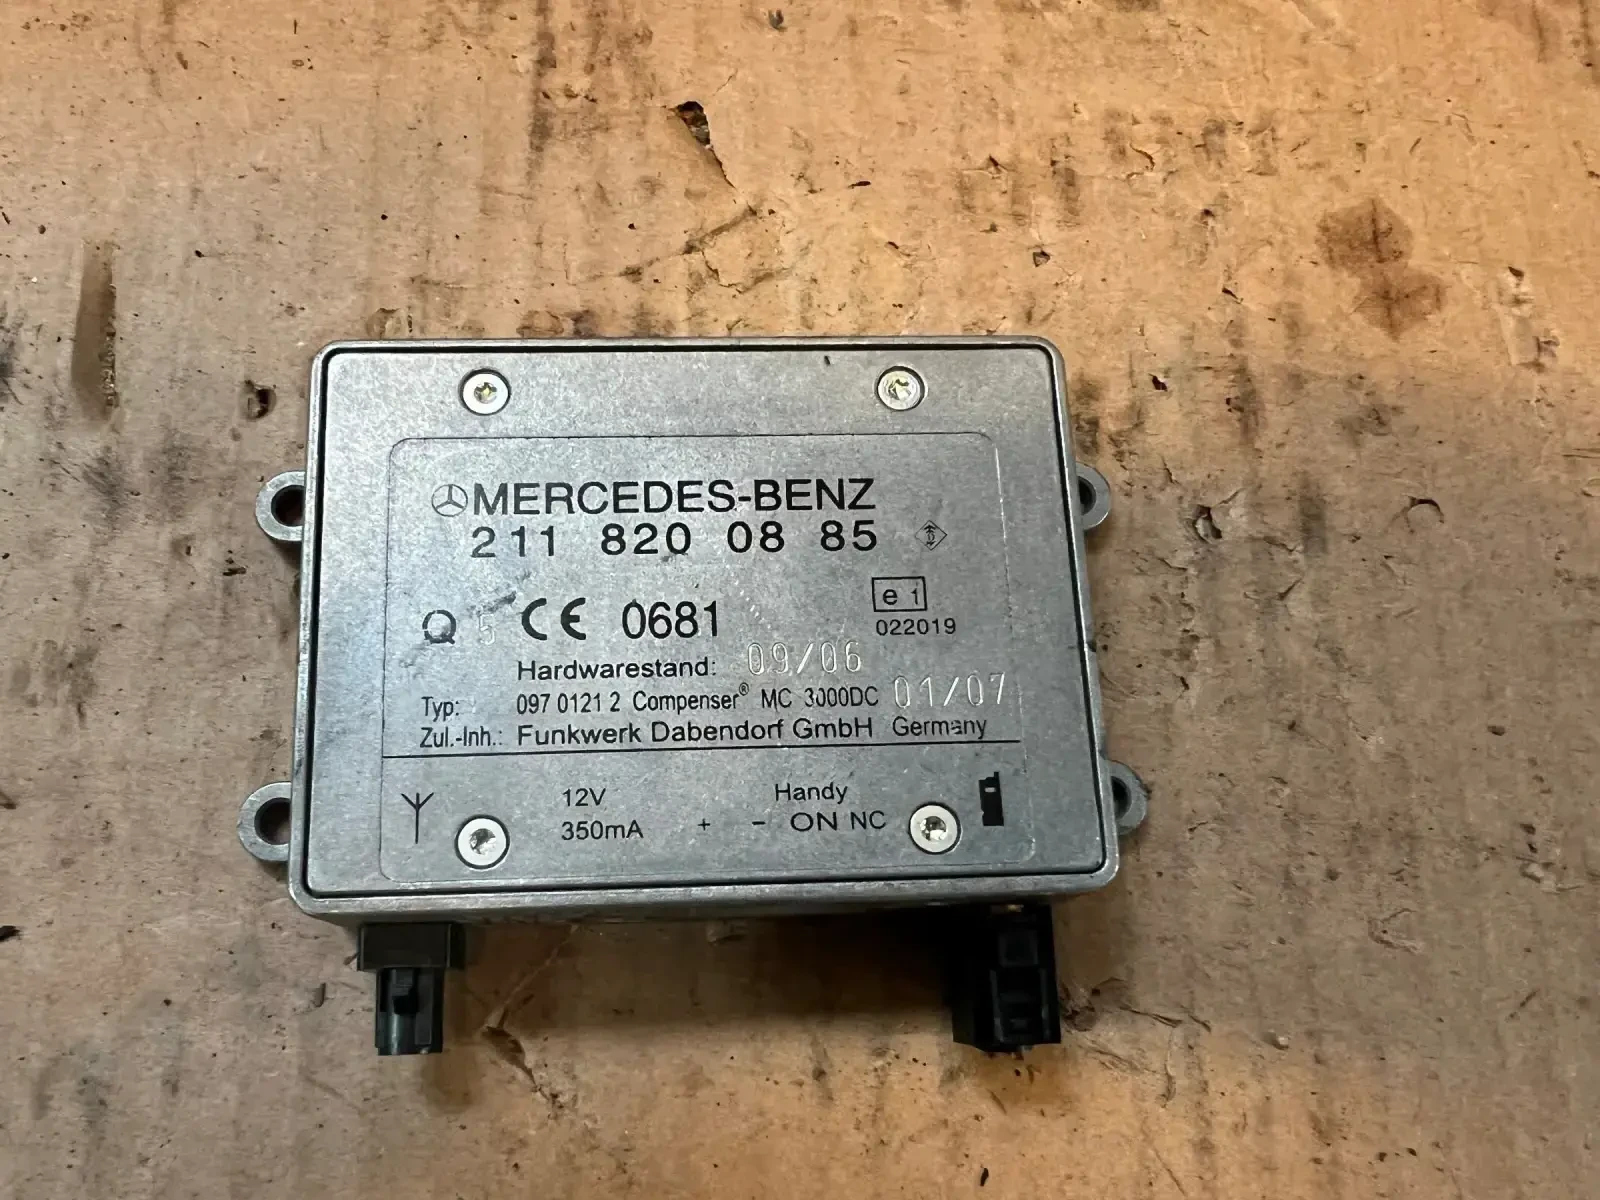 MERCEDES-BENZ
211 820 08 85
Q 5 CE 0681 e 1
022019
Hardwarestand: 09/06
Typ: 097 0121 2 Compenser® MC 3000DC 01/07
Zul.-Inh.: Funkwerk Dabendorf GmbH Germany
12V Handy
350mA + - ON NC